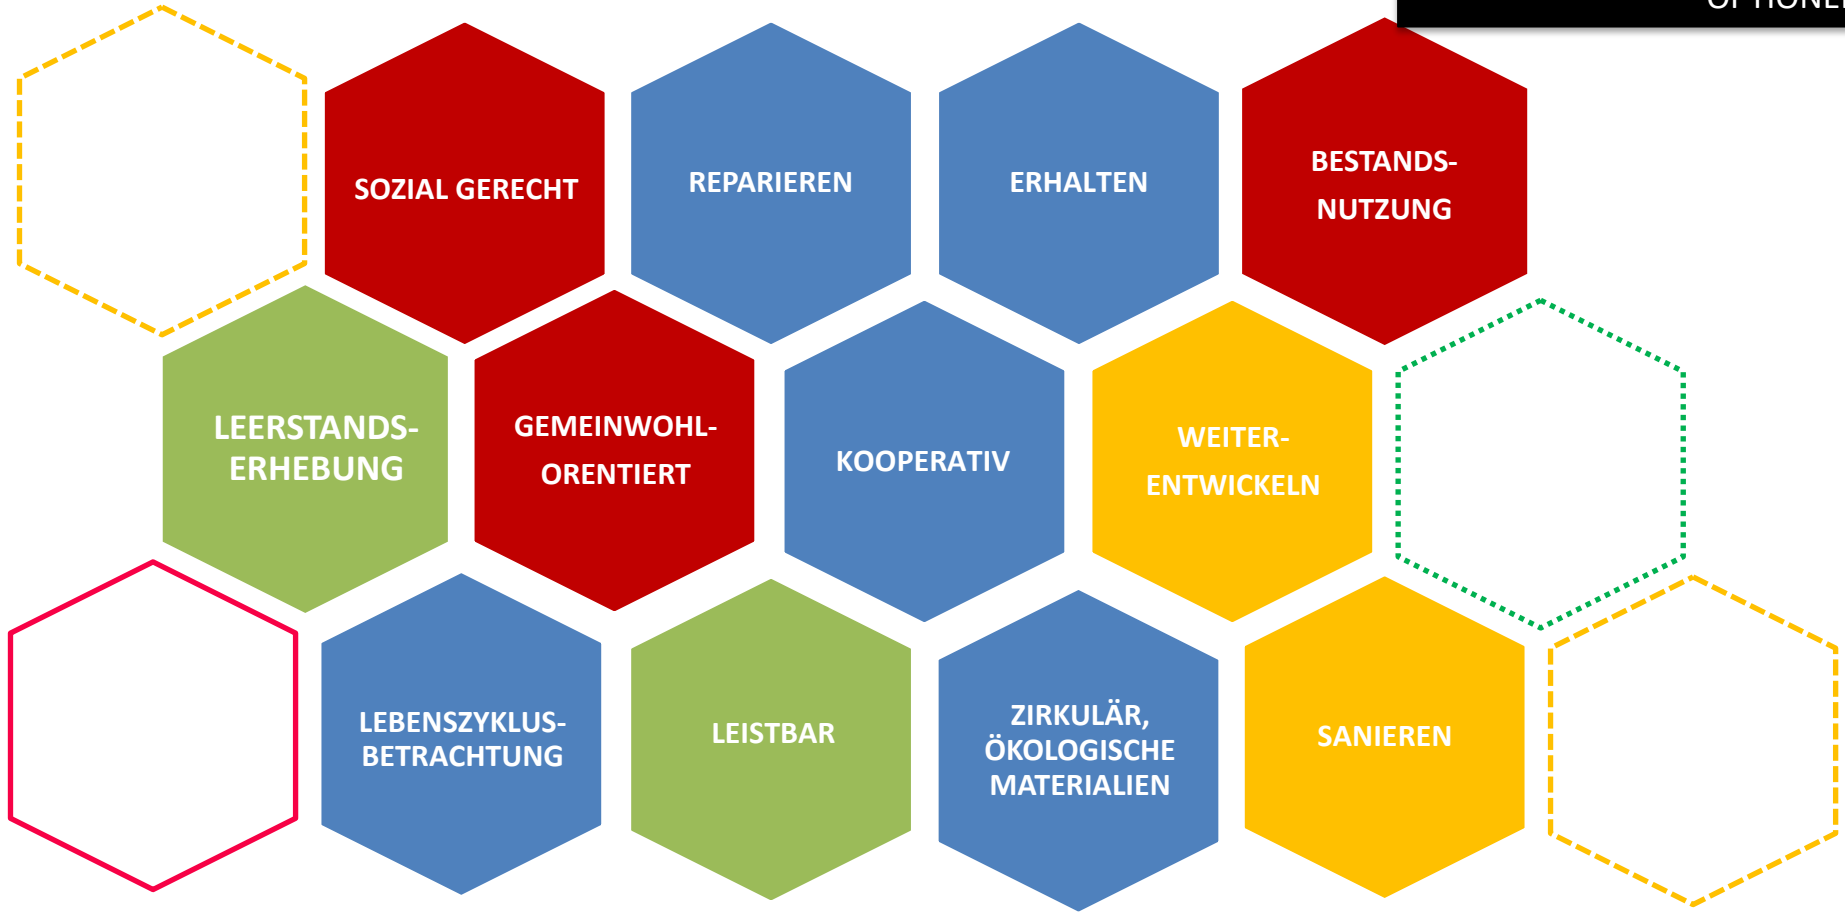 SOZIAL GERECHT
REPARIEREN
ERHALTEN
BESTANDS-
NUTZUNG
LEERSTANDS-
ERHEBUNG
GEMEINWOHL-
ORENTIERT
KOOPERATIV
WEITER-
ENTWICKELN
LEBENSZYKLUS-
BETRACHTUNG
LEISTBAR
ZIRKULÄR,
ÖKOLOGISCHE
MATERIALIEN
SANIEREN